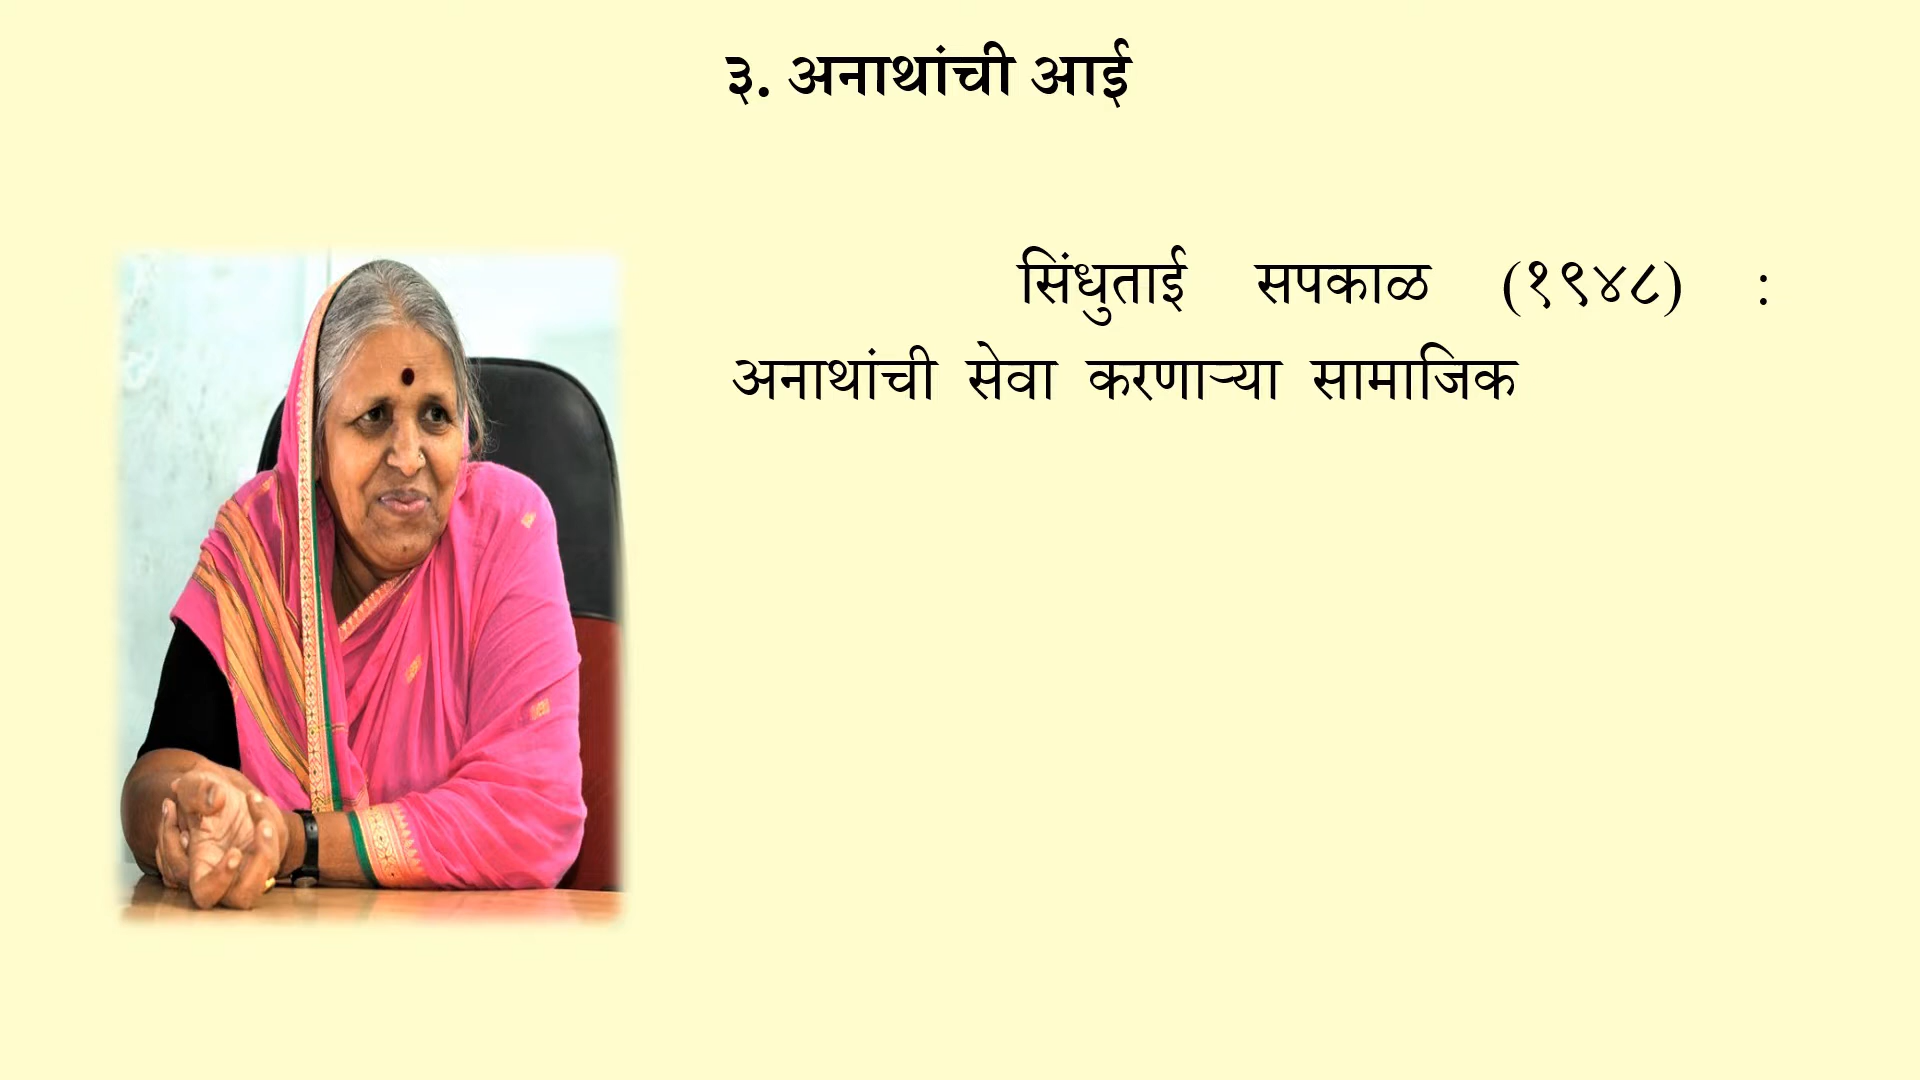 ३. अनाथांची आई
सिंधुताई सपकाळ (१९४८) :
अनाथांची सेवा करणाऱ्या सामाजिक